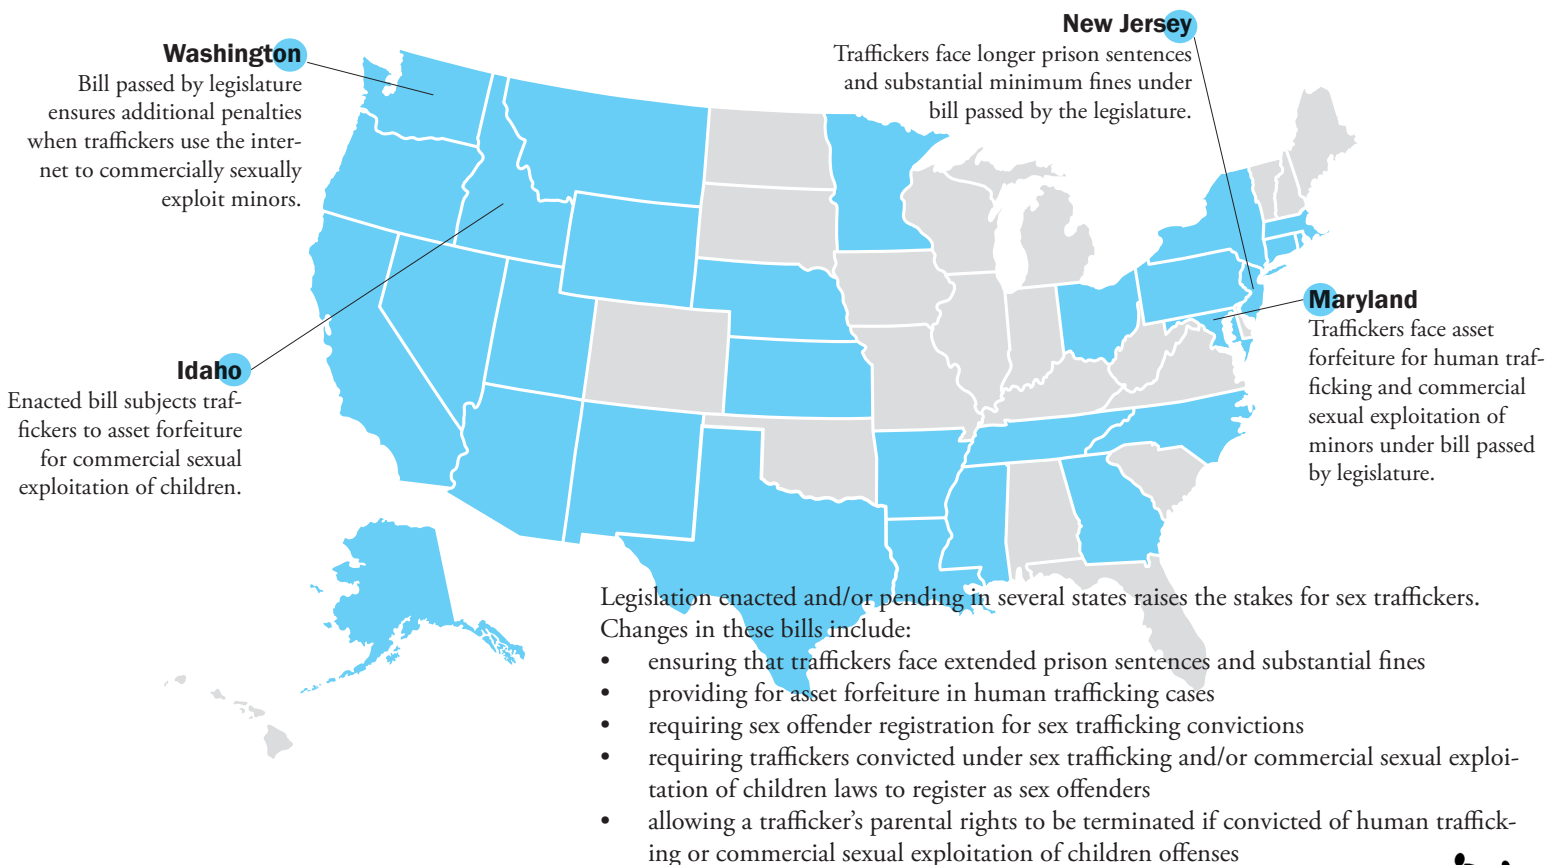 Washington
Bill passed by legislature
ensures additional penalties
when traffickers use the inter-
net to commercially sexually
exploit minors.
New Jersey
Traffickers face longer prison sentences
and substantial minimum fines under
bill passed by the legislature.
Maryland
Traffickers face asset
forfeiture for human traf-
ficking and commercial
sexual exploitation of
minors under bill passed
by legislature.
Idaho
Enacted bill subjects traf-
fickers to asset forfeiture
for commercial sexual
exploitation of children.
Legislation enacted and/or pending in several states raises the stakes for sex traffickers.
Changes in these bills include:
• ensuring that traffickers face extended prison sentences and substantial fines
• providing for asset forfeiture in human trafficking cases
• requiring sex offender registration for sex trafficking convictions
• requiring traffickers convicted under sex trafficking and/or commercial sexual exploi-
tation of children laws to register as sex offenders
• allowing a trafficker's parental rights to be terminated if convicted of human traffick-
ing or commercial sexual exploitation of children offenses